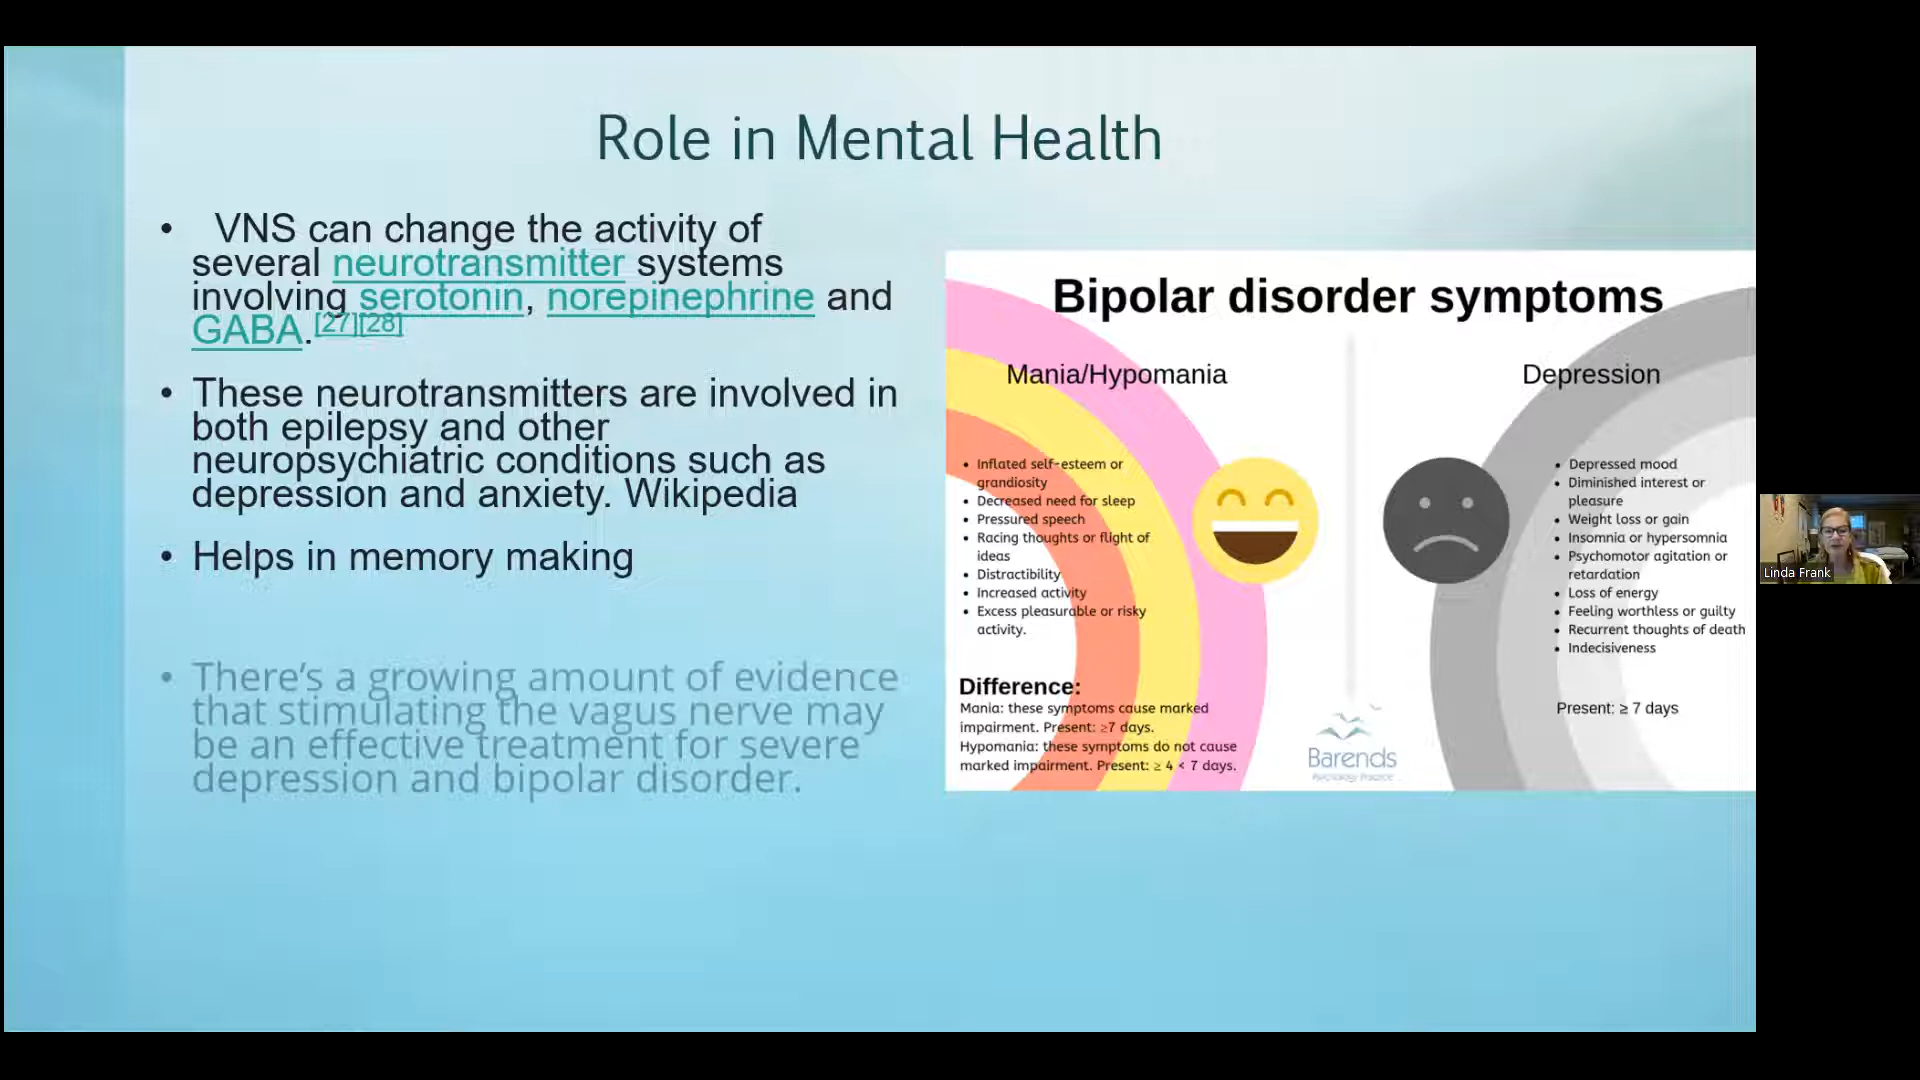 Role in Mental Health
• VNS can change the activity of
several neurotransmitter systems
involving serotonin, norepinephrine and
GABA.[27][28]
• These neurotransmitters are involved in
both epilepsy and other
neuropsychiatric conditions such as
depression and anxiety. Wikipedia
• Helps in memory making
• There's a growing amount of evidence
that stimulating the vagus nerve may
be an effective treatment for severe
depression and bipolar disorder.
Bipolar disorder symptoms
Mania/Hypomania
• Inflated self-esteem or
grandiosity
• Decreased need for sleep
• Pressured speech
• Racing thoughts or flight of
ideas
• Distractibility
• Increased activity
• Excess pleasurable or risky
activity.
Difference:
Mania: these symptoms cause marked
impairment. Present: ≥7 days.
Hypomania: these symptoms do not cause
marked impairment. Present: ≥ 4 < 7 days.
Depression
• Depressed mood
• Diminished interest or
pleasure
• Weight loss or gain
• Insomnia or hypersomnia
• Psychomotor agitation or
retardation
• Loss of energy
• Feeling worthless or guilty
• Recurrent thoughts of death
• Indecisiveness
Present: ≥ 7 days
Barends
Psychology Practice
Linda Frank